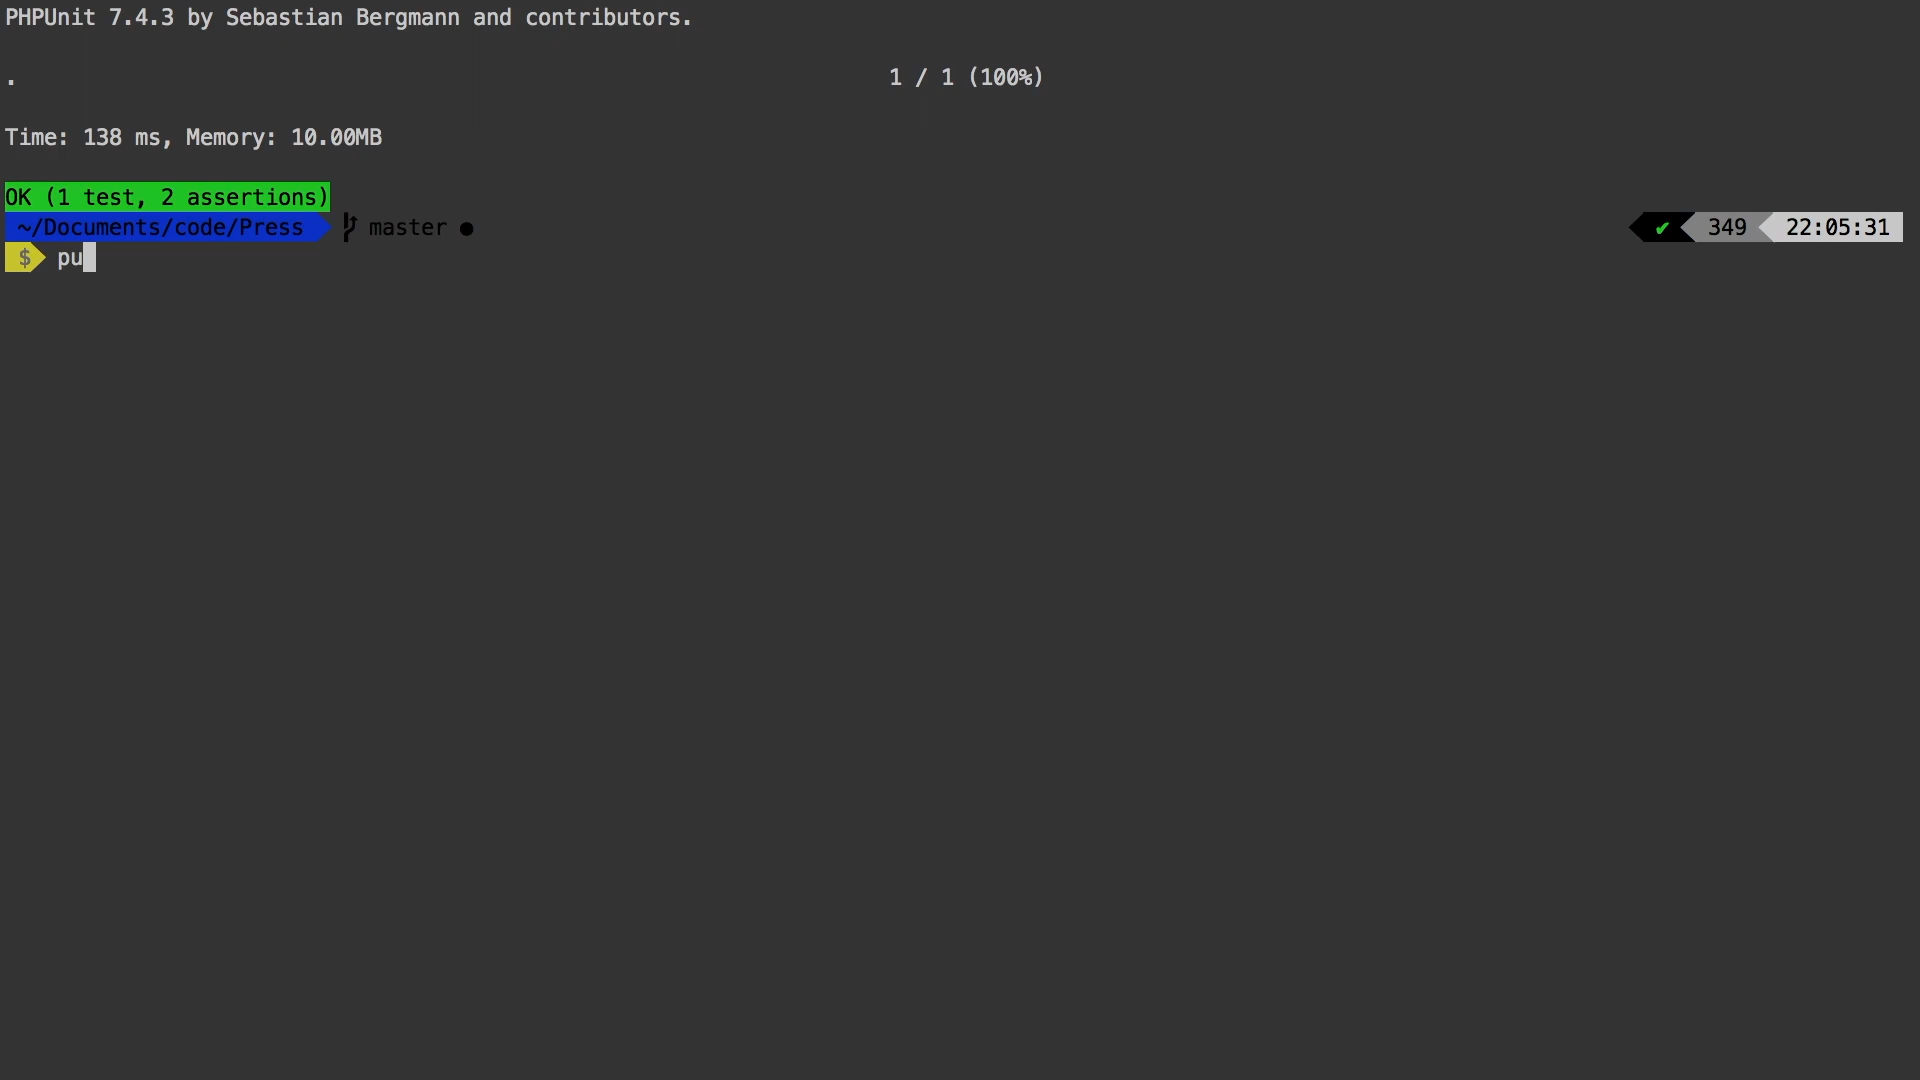 PHPUnit 7.4.3 by Sebastian Bergmann and contributors.
. 1 / 1 (100%)
Time: 138 ms, Memory: 10.00MB
OK (1 test, 2 assertions)
~/Documents/code/Press master ● ✔ 349 22:05:31
$ pu